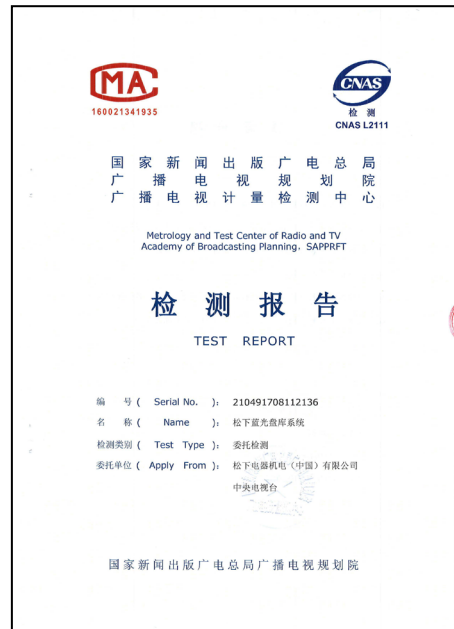 CMA
160021341935
CNAS
检 测
CNAS L2111
国家新闻出版广电总局
广播电视规划院
广播电视计量检测中心
Metrology and Test Center of Radio and TV
Academy of Broadcasting Planning. SAPPRFT
检 测 报 告
TEST REPORT
编 号 ( Serial No. ): 210491708112136
名 称 ( Name ): 松下蓝光盘库系统
检测类别 ( Test Type ): 委托检测
委托单位 ( Apply From ): 松下电器机电（中国）有限公司
中央电视台
国家新闻出版广电总局广播电视规划院